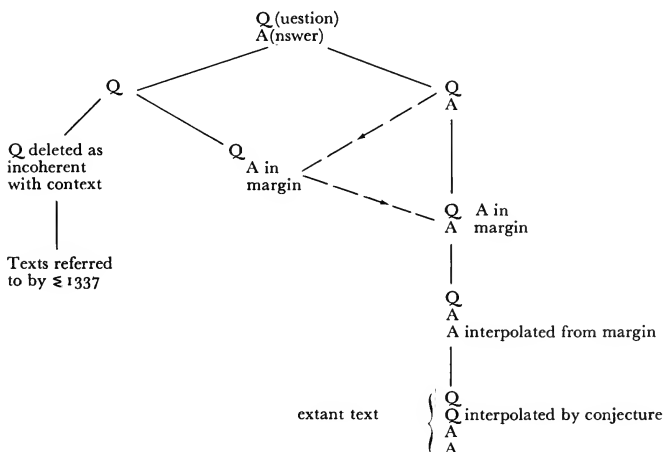 Q (uestion)
A(nswer)
Q
Q
A
Q deleted as
incoherent
with context
Q
A in
margin
Q A in
A margin
Texts referred
to by Σ 1337
Q
A
A interpolated from margin
extant text
Q
Q interpolated by conjecture
A
A